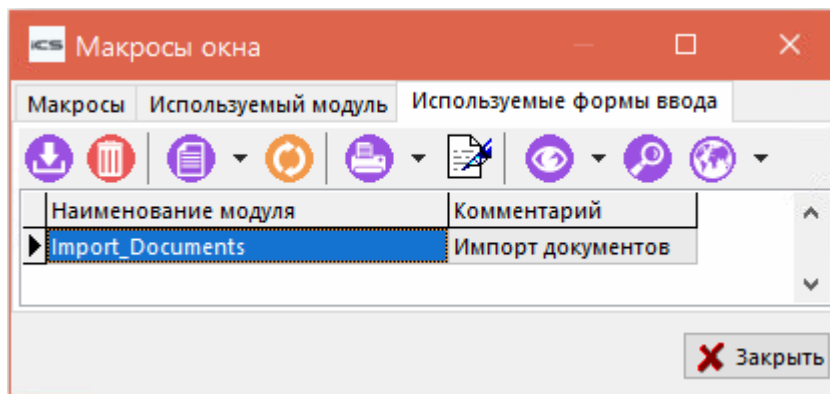 iCS Макросы окна
Макросы Используемый модуль Используемые формы ввода
Наименование модуля Комментарий
Import_Documents Импорт документов
Закрыть